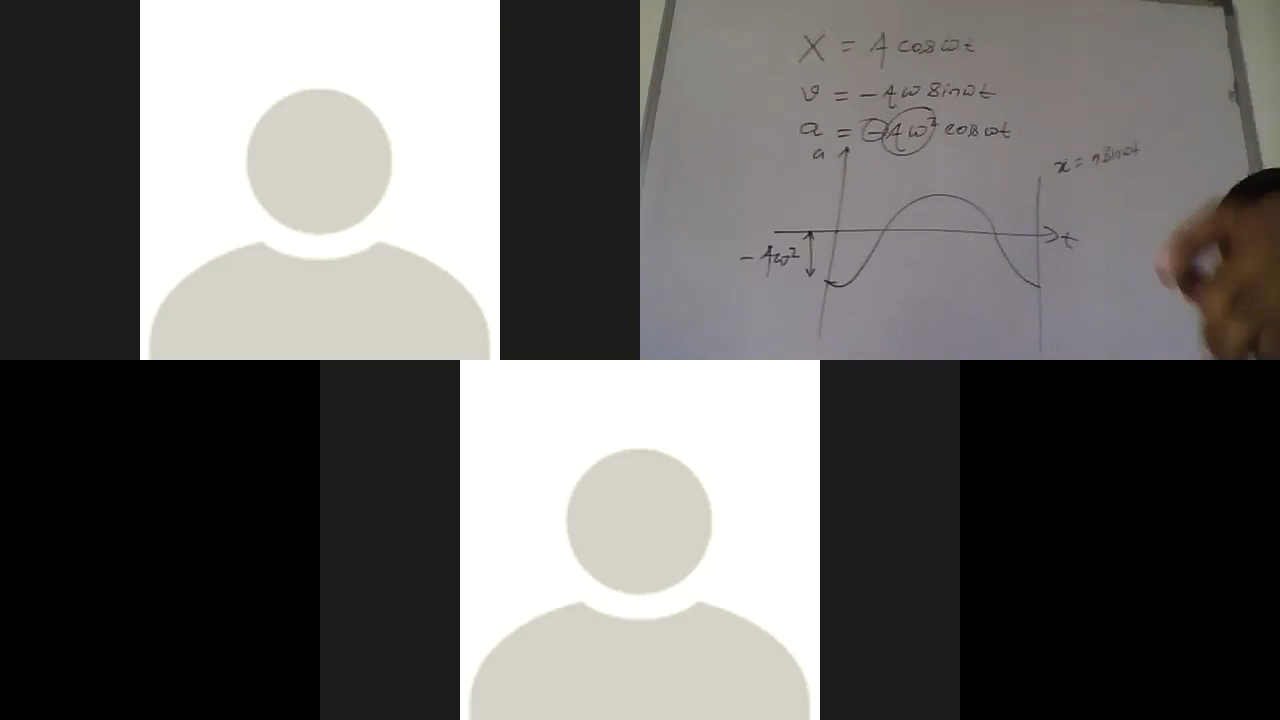 X = A cos ωt
v = -Aω sin ωt
a = -Aω² cos ωt
a
x = A sin ωt
t
-Aω²